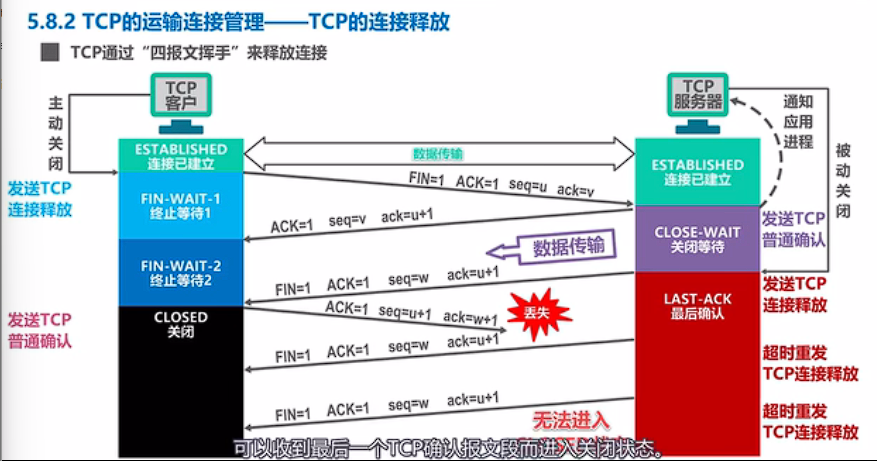 5.8.2 TCP的运输连接管理——TCP的连接释放
TCP通过“四报文挥手”来释放连接
TCP
客户
TCP
服务器
主动关闭
通知
应用
进程
被动关闭
ESTABLISHED
连接已建立
数据传输
ESTABLISHED
连接已建立
FIN=1 ACK=1 seq=u ack=v
发送TCP
连接释放
FIN-WAIT-1
终止等待1
ACK=1 seq=v ack=u+1
CLOSE-WAIT
关闭等待
发送TCP
普通确认
数据传输
FIN-WAIT-2
终止等待2
FIN=1 ACK=1 seq=w ack=u+1
发送TCP
连接释放
LAST-ACK
最后确认
ACK=1 seq=u+1 ack=w+1
丢失
发送TCP
普通确认
CLOSED
关闭
FIN=1 ACK=1 seq=w ack=u+1
超时重发
TCP连接释放
FIN=1 ACK=1 seq=w ack=u+1
超时重发
TCP连接释放
无法进入
可以收到最后一个TCP确认报文段而进入关闭状态。